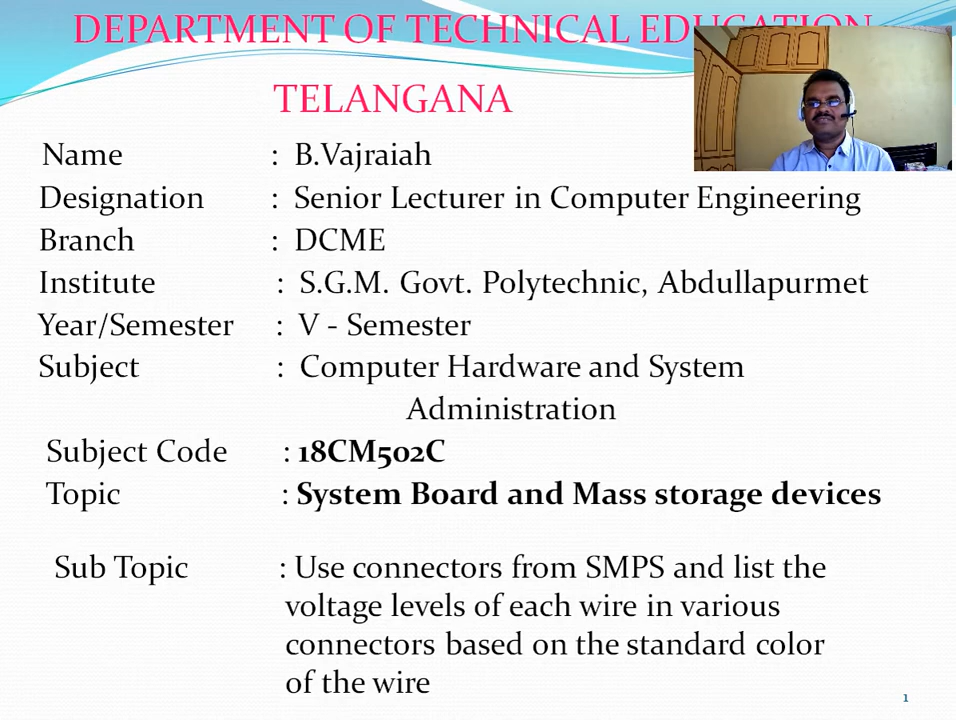 DEPARTMENT OF TECHNICAL EDUCATION
TELANGANA
Name : B.Vajraiah
Designation : Senior Lecturer in Computer Engineering
Branch : DCME
Institute : S.G.M. Govt. Polytechnic, Abdullapurmet
Year/Semester : V - Semester
Subject : Computer Hardware and System
Administration
Subject Code : 18CM502C
Topic : System Board and Mass storage devices
Sub Topic : Use connectors from SMPS and list the
voltage levels of each wire in various
connectors based on the standard color
of the wire
1